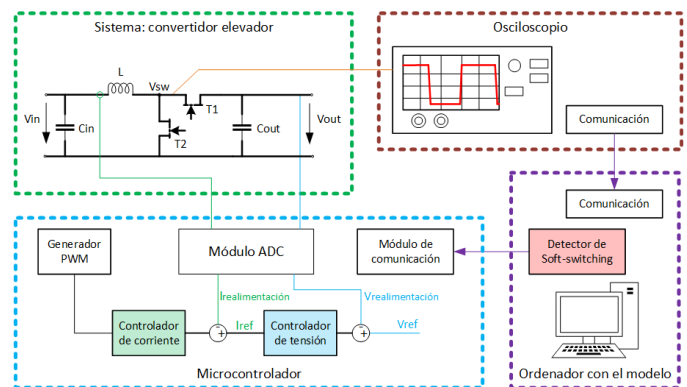 Sistema: convertidor elevador
Osciloscopio
L
Vsw
T1
Vin
Cin
T2
Cout
Vout
Comunicación
Comunicación
Generador
PWM
Módulo ADC
Módulo de
comunicación
Detector de
Soft-switching
Irealimentación
Vrealimentación
Controlador
de corriente
-
+
Iref
Controlador
de tensión
-
+
Vref
Microcontrolador
Ordenador con el modelo